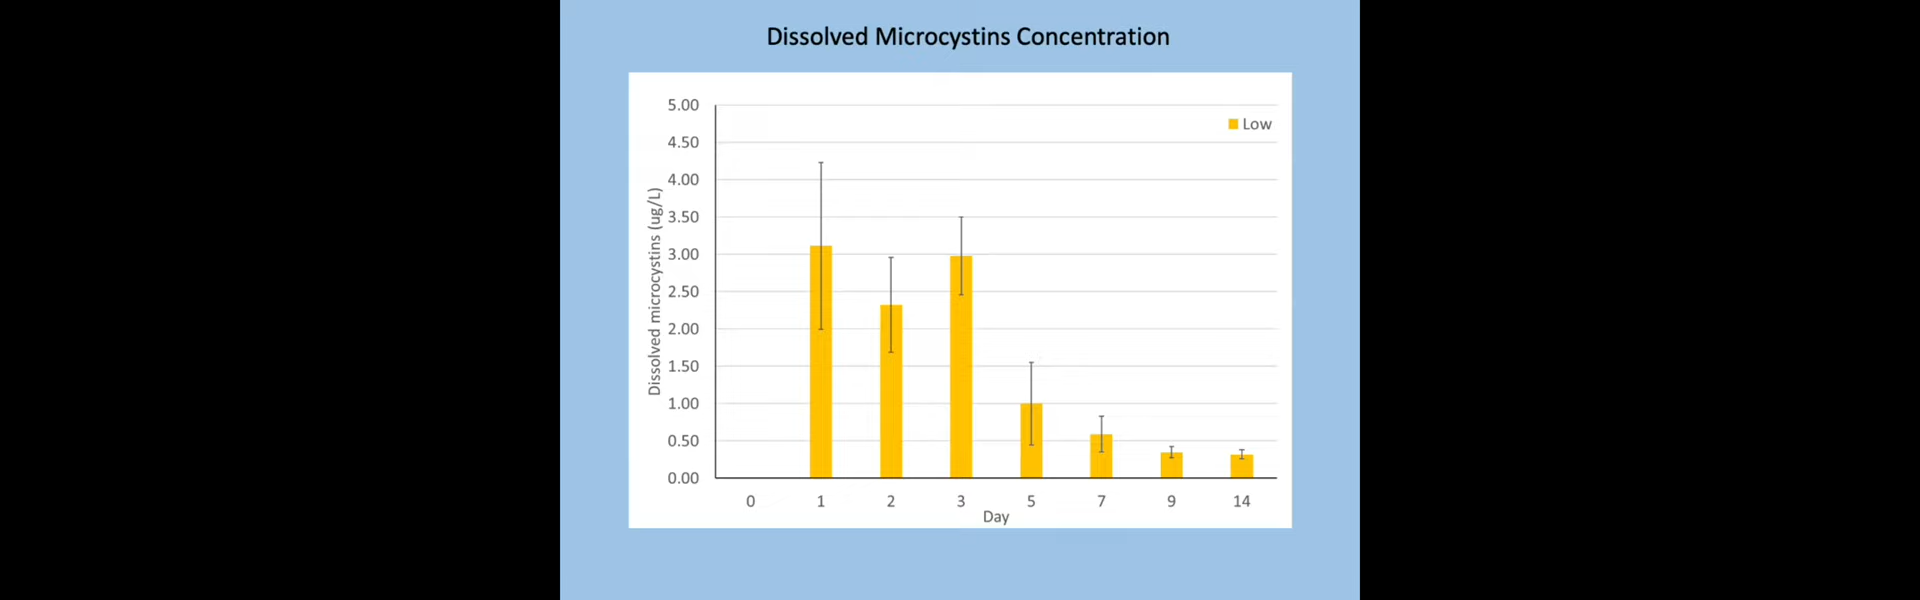 Dissolved Microcystins Concentration
5.00
Low
4.50
4.00
3.50
3.00
2.50
2.00
1.50
1.00
0.50
0.00
Dissolved microcystins (ug/L)
0 1 2 3 5 7 9 14
Day